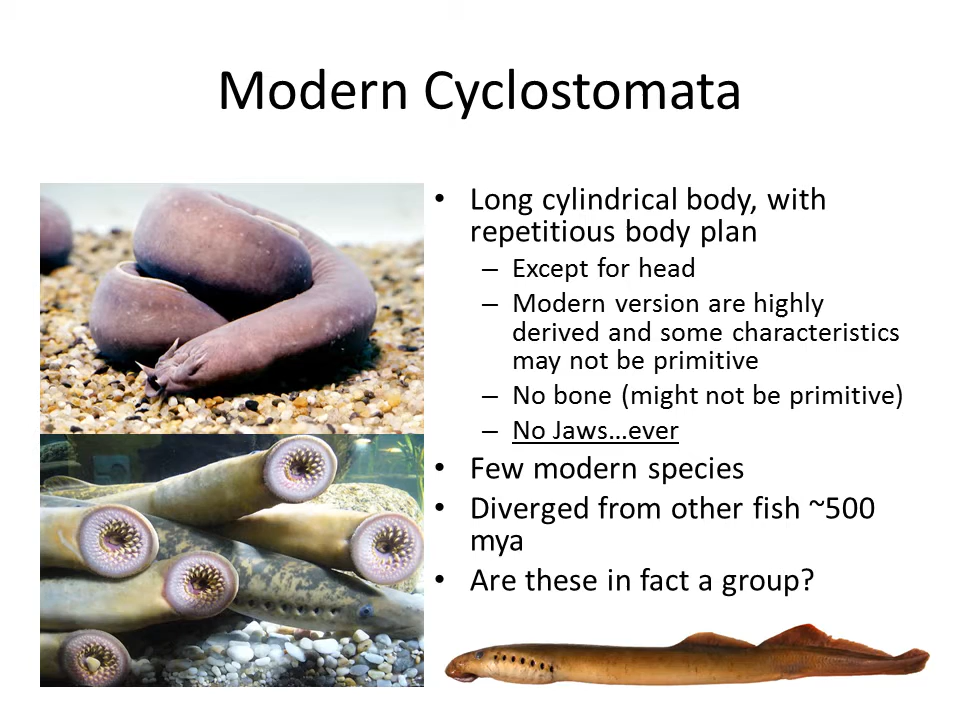 Modern Cyclostomata
• Long cylindrical body, with
repetitious body plan
– Except for head
– Modern version are highly
derived and some characteristics
may not be primitive
– No bone (might not be primitive)
– No Jaws…ever
• Few modern species
• Diverged from other fish ~500
mya
• Are these in fact a group?